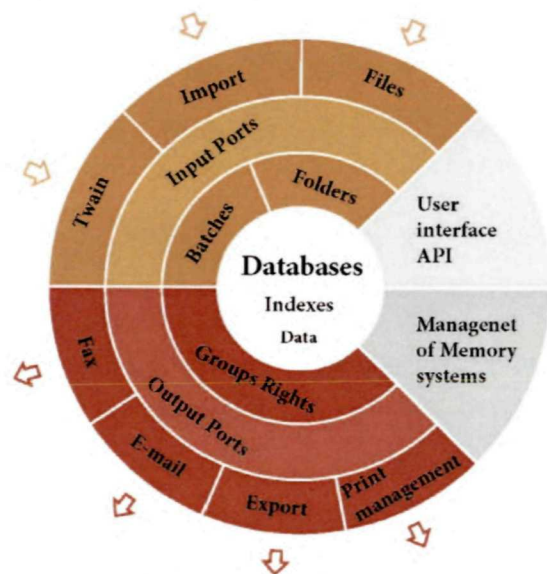 Import
Files
Twain
Input Ports
Batches
Folders
User
interface
API
Databases
Indexes
Data
Managenet
of Memory
systems
Groups Rights
Output Ports
Fax
E-mail
Export
Print
management